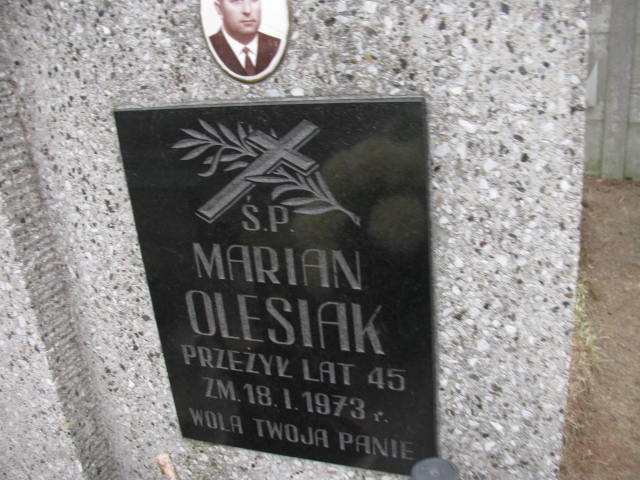 Ś.P.
MARIAN
OLESIAK
PRZEŻYŁ LAT 45
ZM. 18. I. 1973 r.
WOLA TWOJA PANIE